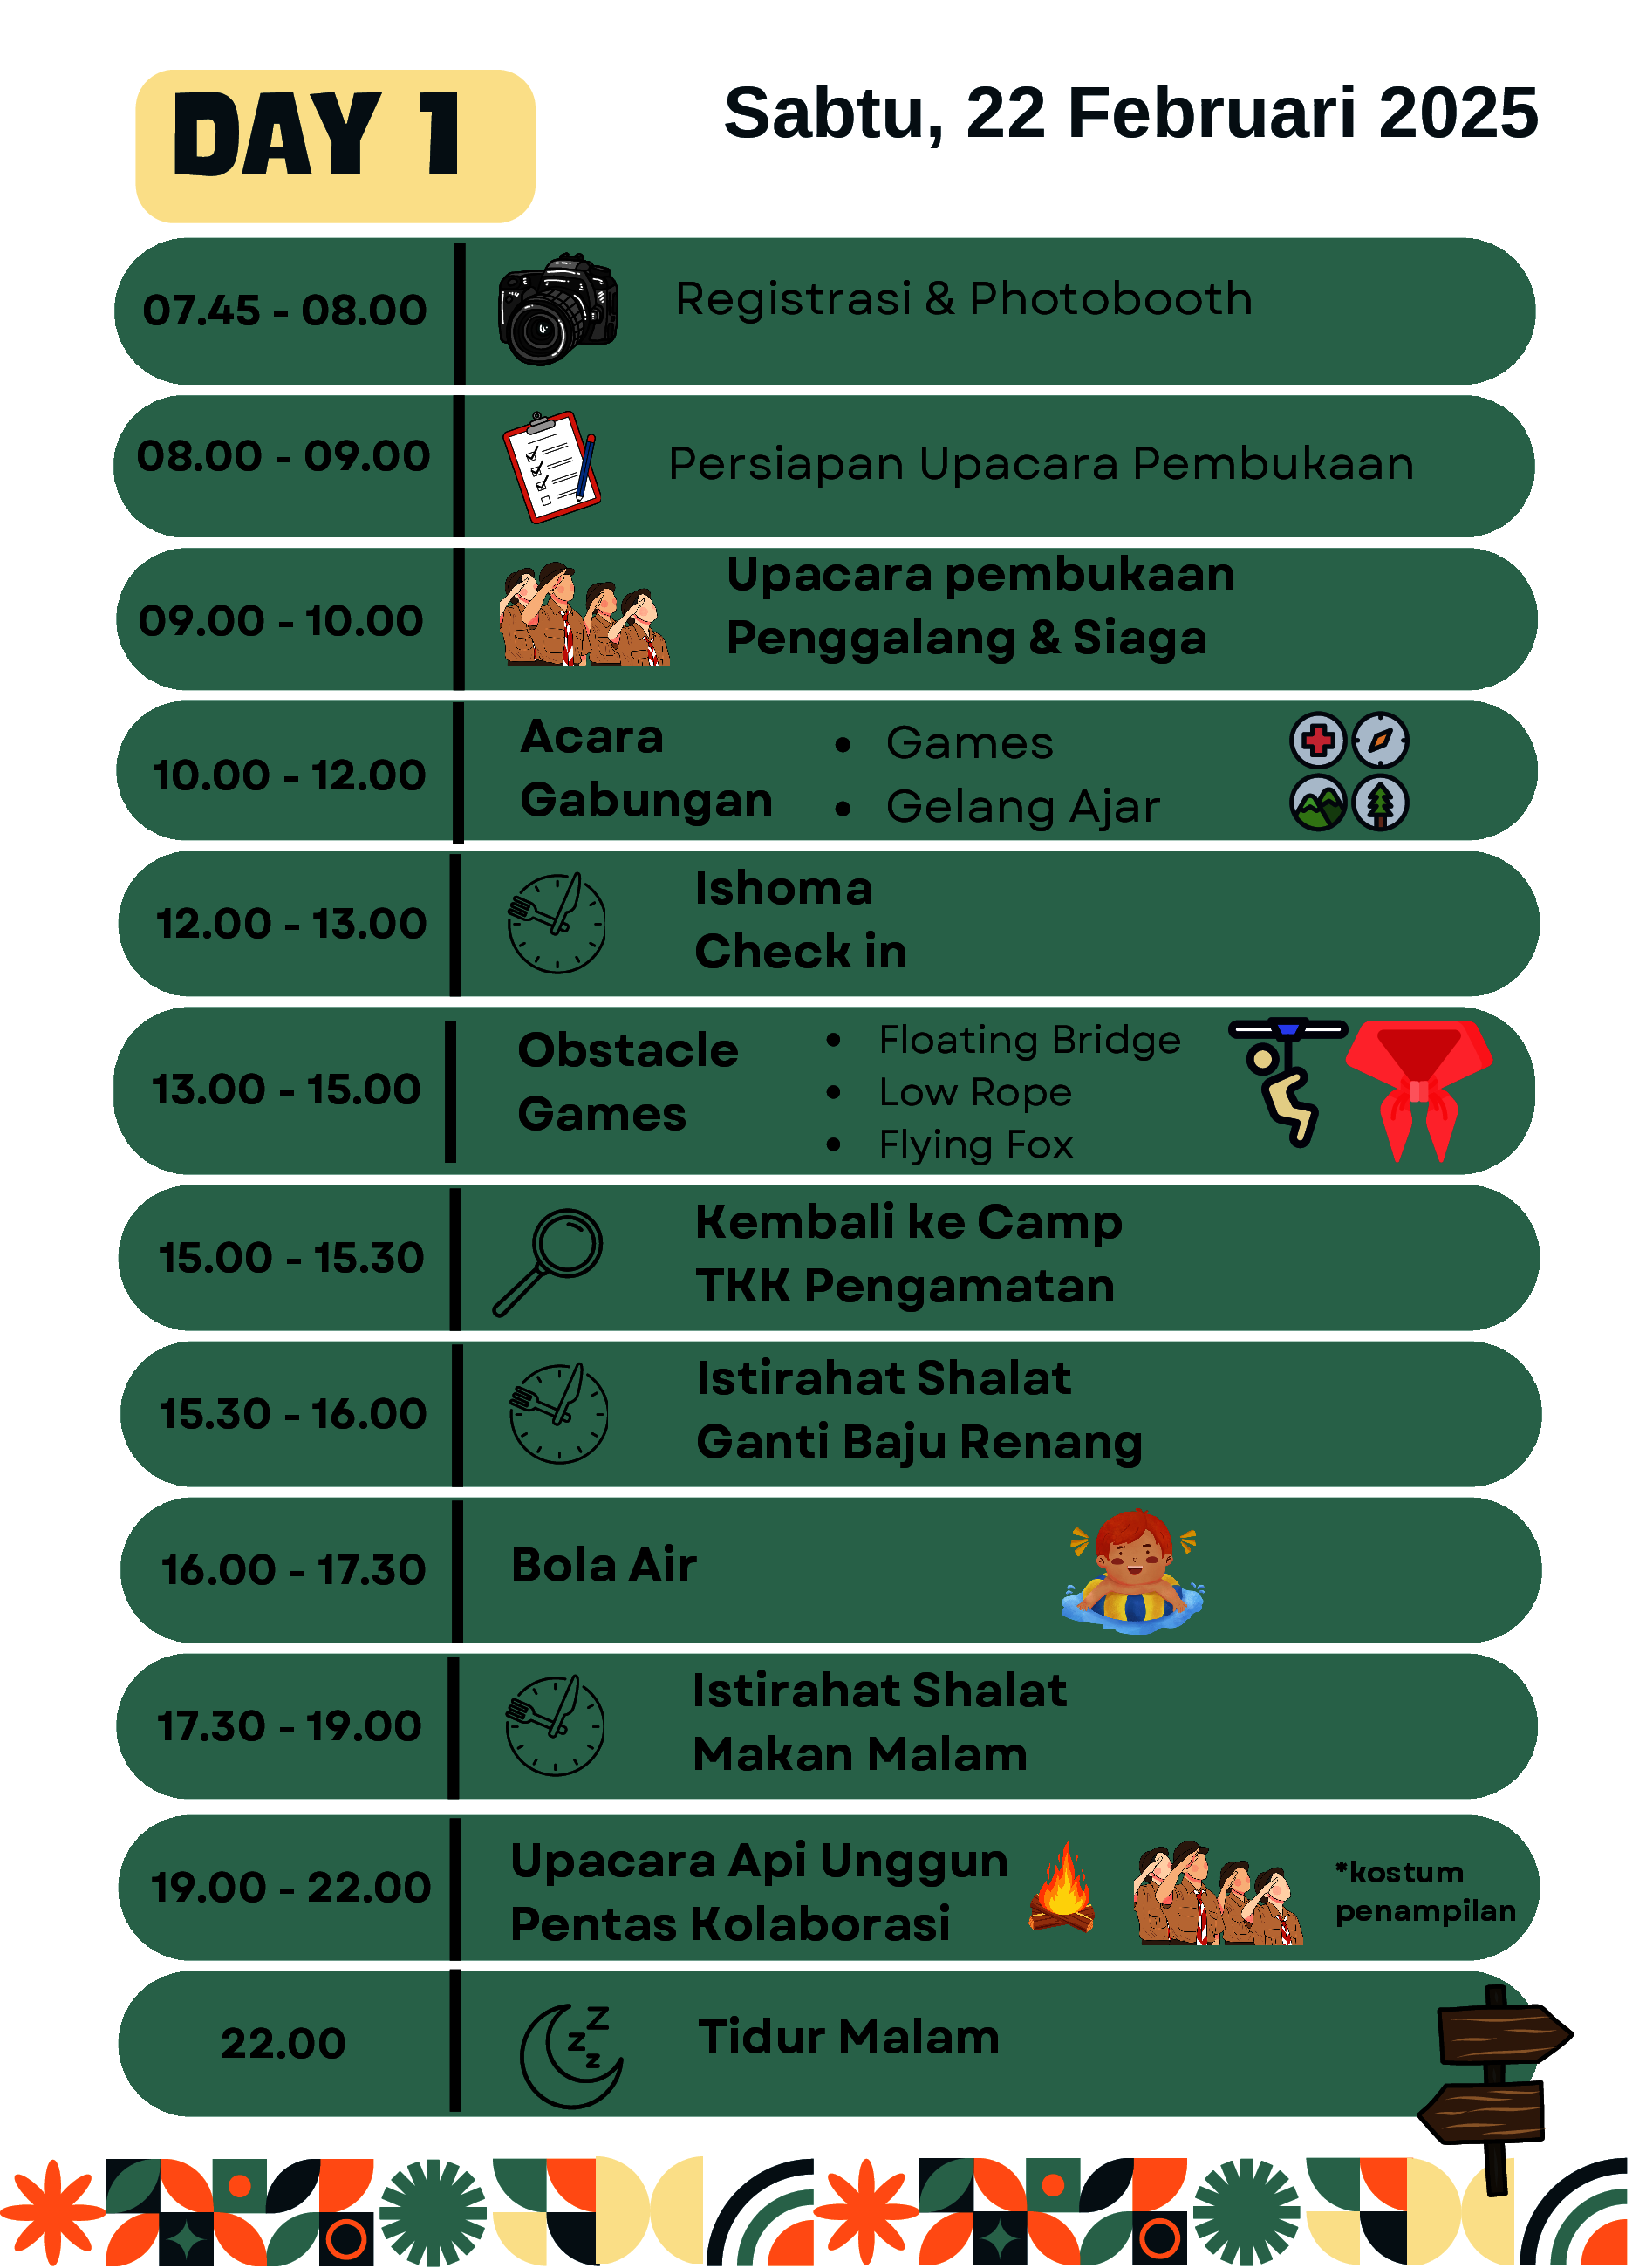 DAY 1
Sabtu, 22 Februari 2025
07.45 - 08.00
Registrasi & Photobooth
08.00 - 09.00
Persiapan Upacara Pembukaan
09.00 - 10.00
Upacara pembukaan
Penggalang & Siaga
10.00 - 12.00
Acara
Gabungan
• Games
• Gelang Ajar
12.00 - 13.00
Ishoma
Check in
13.00 - 15.00
Obstacle
Games
• Floating Bridge
• Low Rope
• Flying Fox
15.00 - 15.30
Kembali ke Camp
TKK Pengamatan
15.30 - 16.00
Istirahat Shalat
Ganti Baju Renang
16.00 - 17.30
Bola Air
17.30 - 19.00
Istirahat Shalat
Makan Malam
19.00 - 22.00
Upacara Api Unggun
Pentas Kolaborasi
*kostum
penampilan
22.00
z z z
Tidur Malam